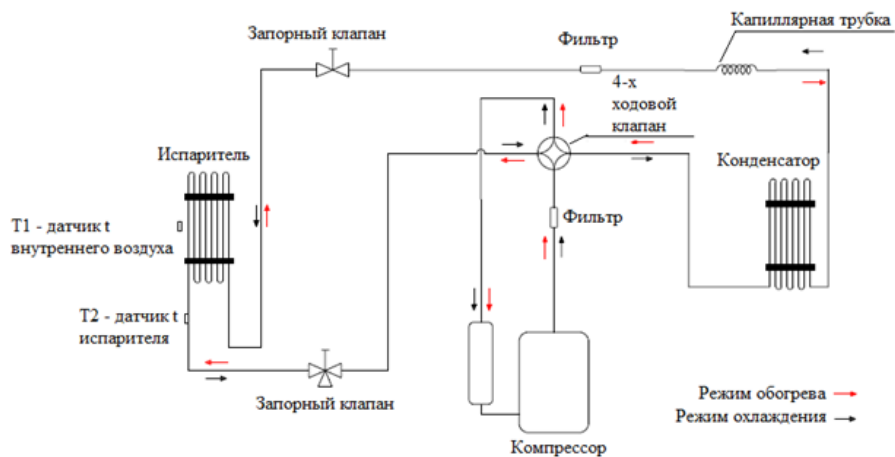 Капиллярная трубка
Запорный клапан
Фильтр
4-х
ходовой
клапан
Испаритель
Конденсатор
T1 - датчик t
внутреннего воздуха
Фильтр
T2 - датчик t
испарителя
Запорный клапан
Компрессор
Режим обогрева
Режим охлаждения